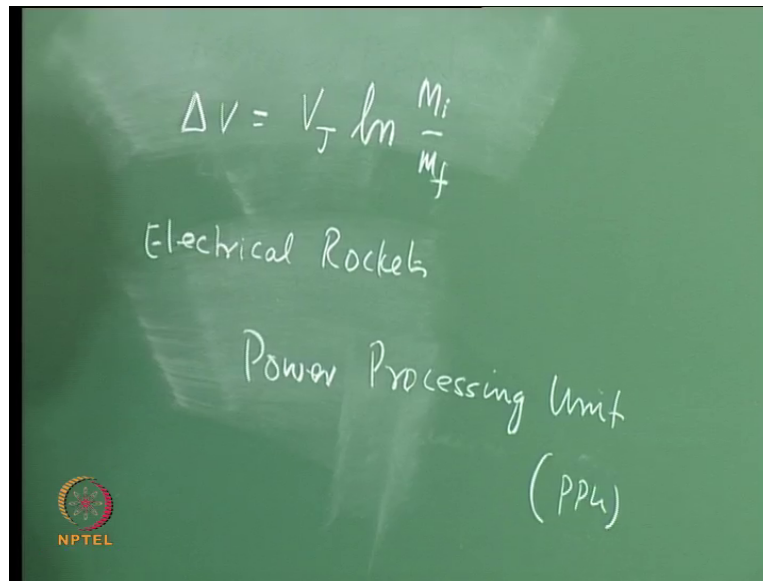 ΔV = V_J ln M_i/M_f
Electrical Rockets
Power Processing Unit
(PPU)
NPTEL